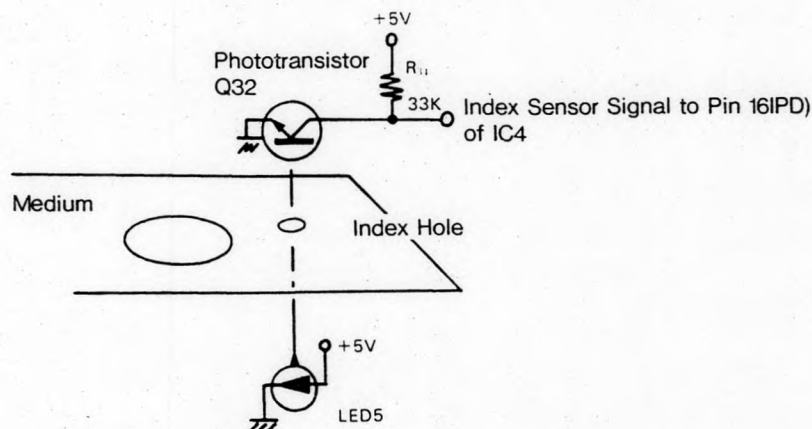 +5V
Phototransistor
Q32
33K
Index Sensor Signal to Pin 16IPD)
of IC4
Medium
Index Hole
+5V
LED5